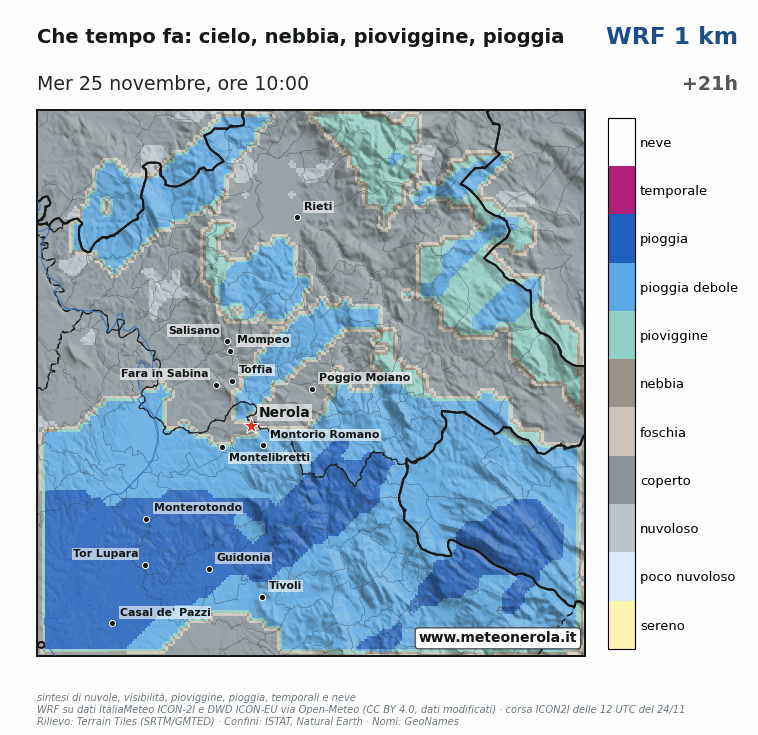 Che tempo fa: cielo, nebbia, pioviggine, pioggia
WRF 1 km
Mer 25 novembre, ore 10:00
+21h
neve
temporale
pioggia
pioggia debole
pioviggine
nebbia
foschia
coperto
nuvoloso
poco nuvoloso
sereno
Rieti
Salisano
Mompeo
Fara in Sabina
Toffia
Poggio Moiano
Nerola
Montorio Romano
Montelibretti
Monterotondo
Tor Lupara
Guidonia
Tivoli
Casal de' Pazzi
www.meteonerola.it
sintesi di nuvole, visibilità, pioviggine, pioggia, temporali e neve
WRF su dati ItaliaMeteo ICON-2I e DWD ICON-EU via Open-Meteo (CC BY 4.0, dati modificati) · corsa ICON2I delle 12 UTC del 24/11
Rilievo: Terrain Tiles (SRTM/GMTED) · Confini: ISTAT, Natural Earth · Nomi: GeoNames